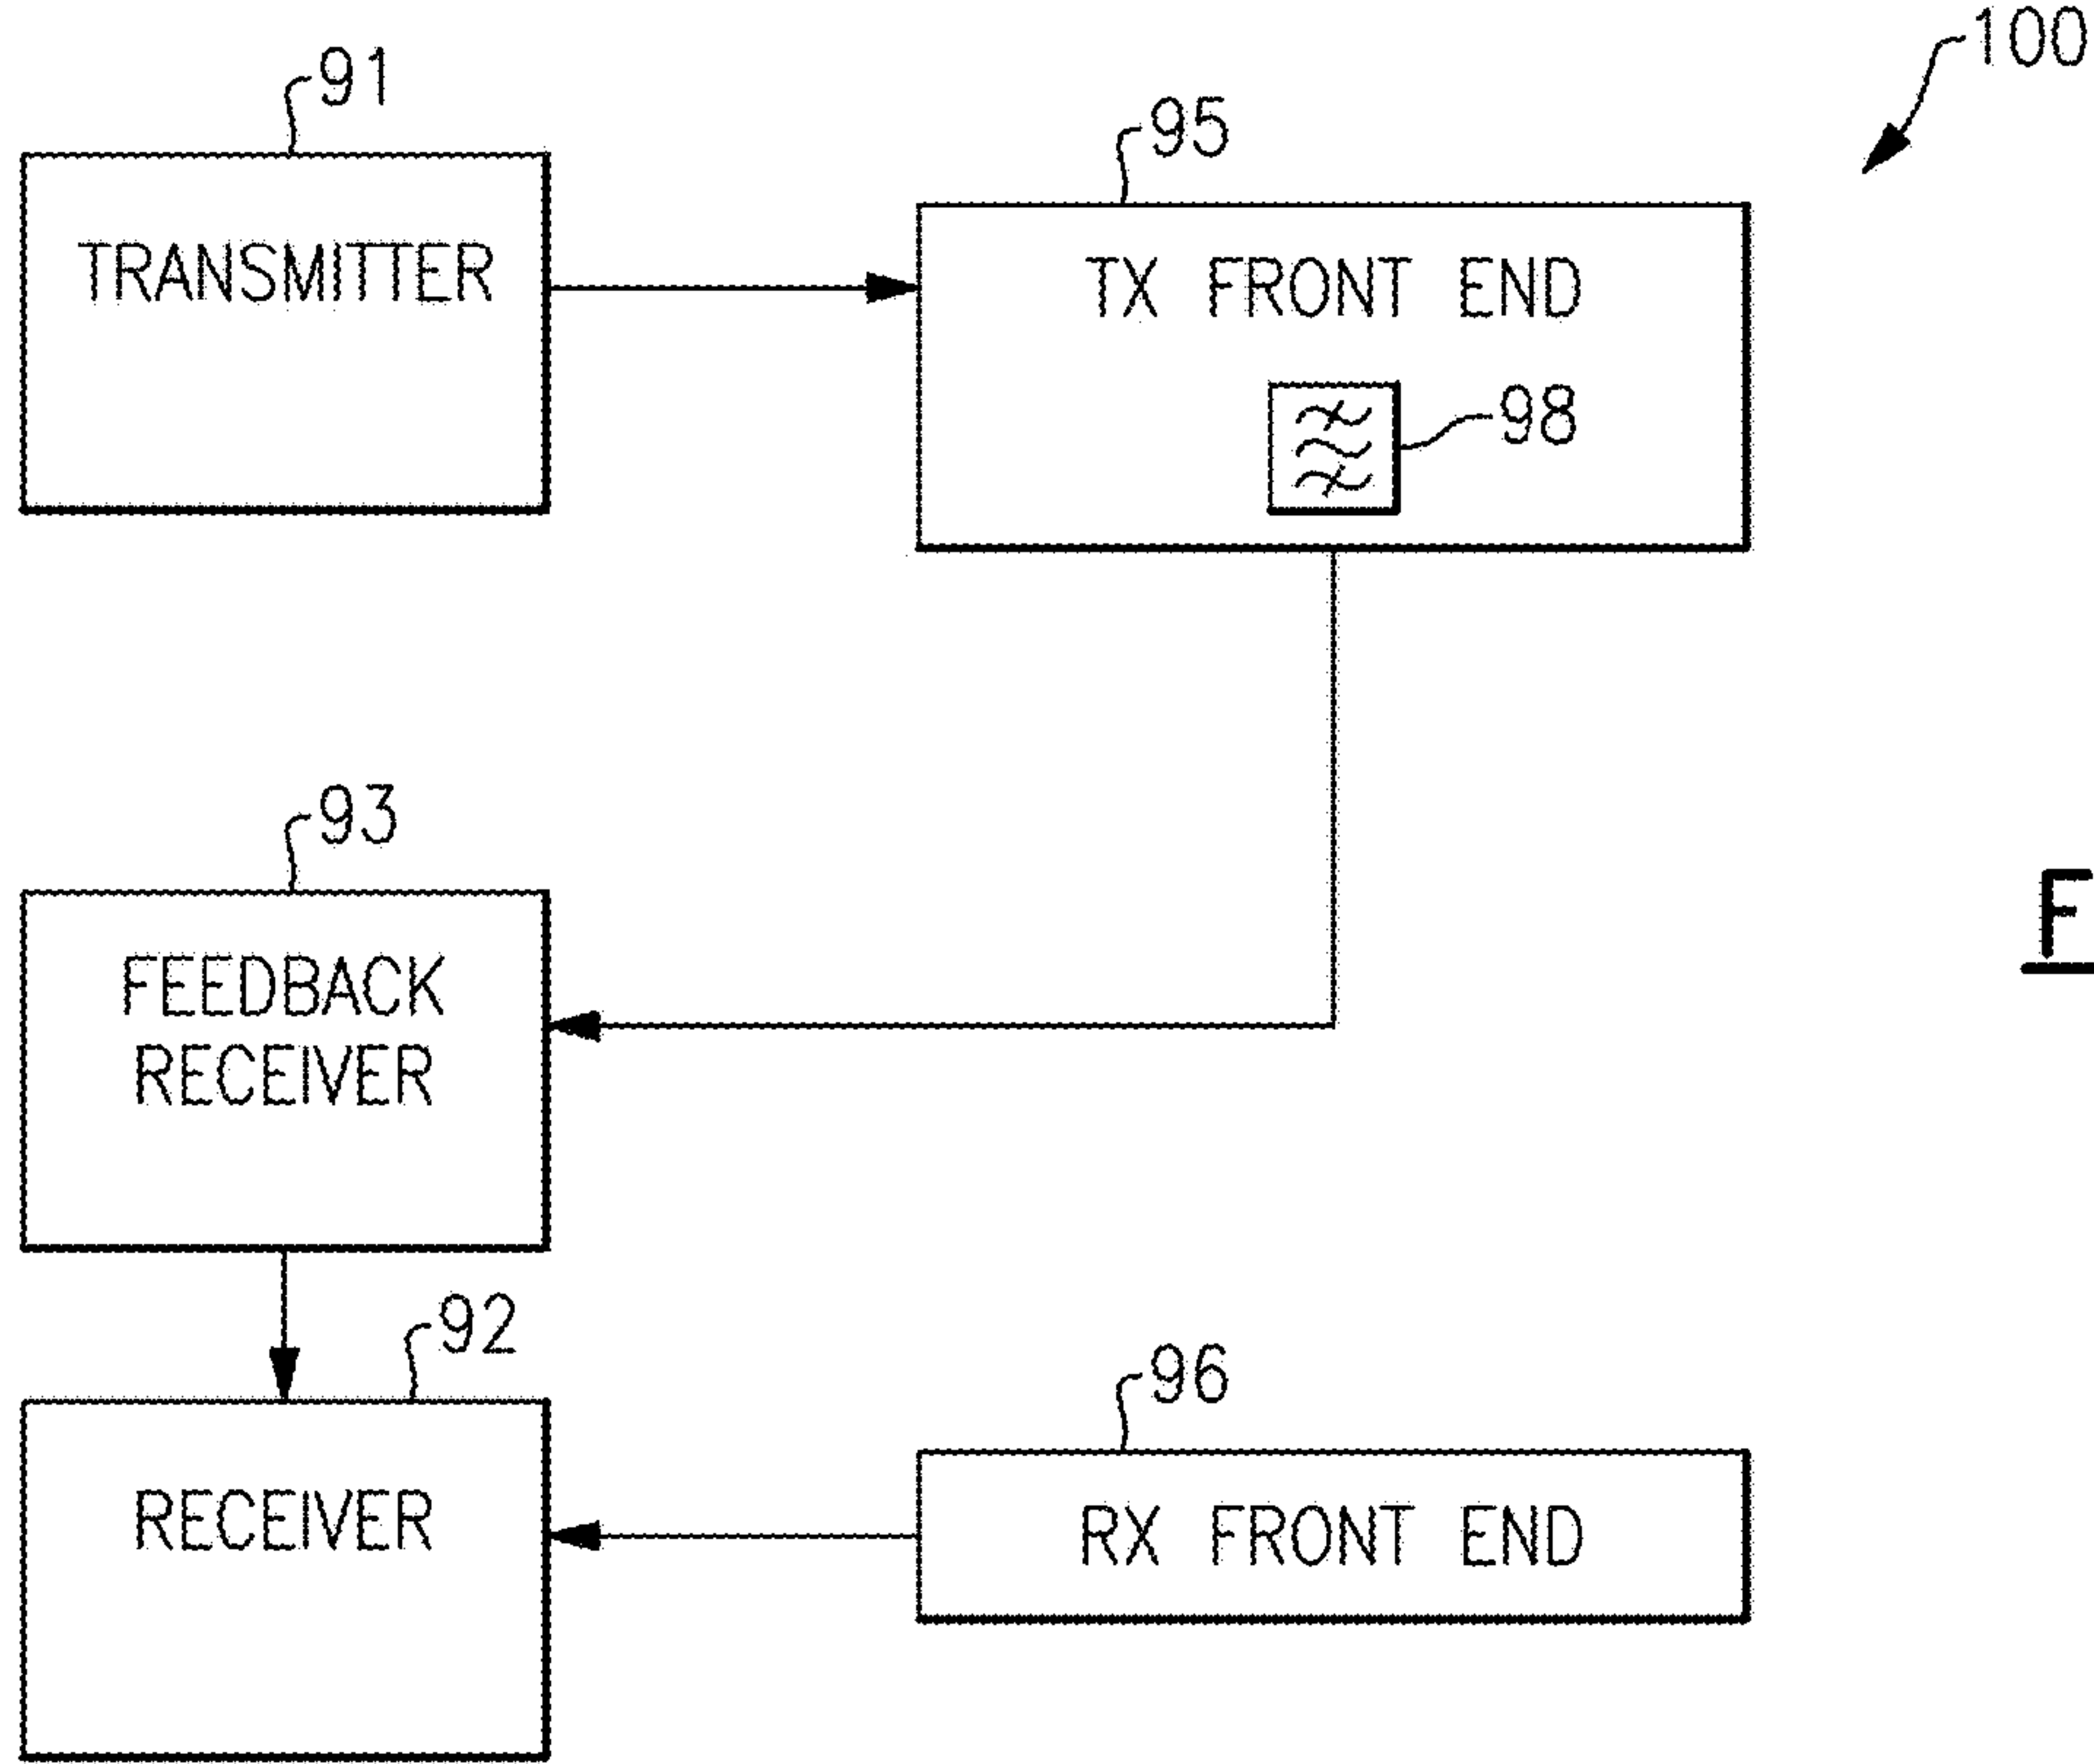 100
91
95
TRANSMITTER
TX FRONT END
98
93
F
FEEDBACK
RECEIVER
92
96
RECEIVER
RX FRONT END